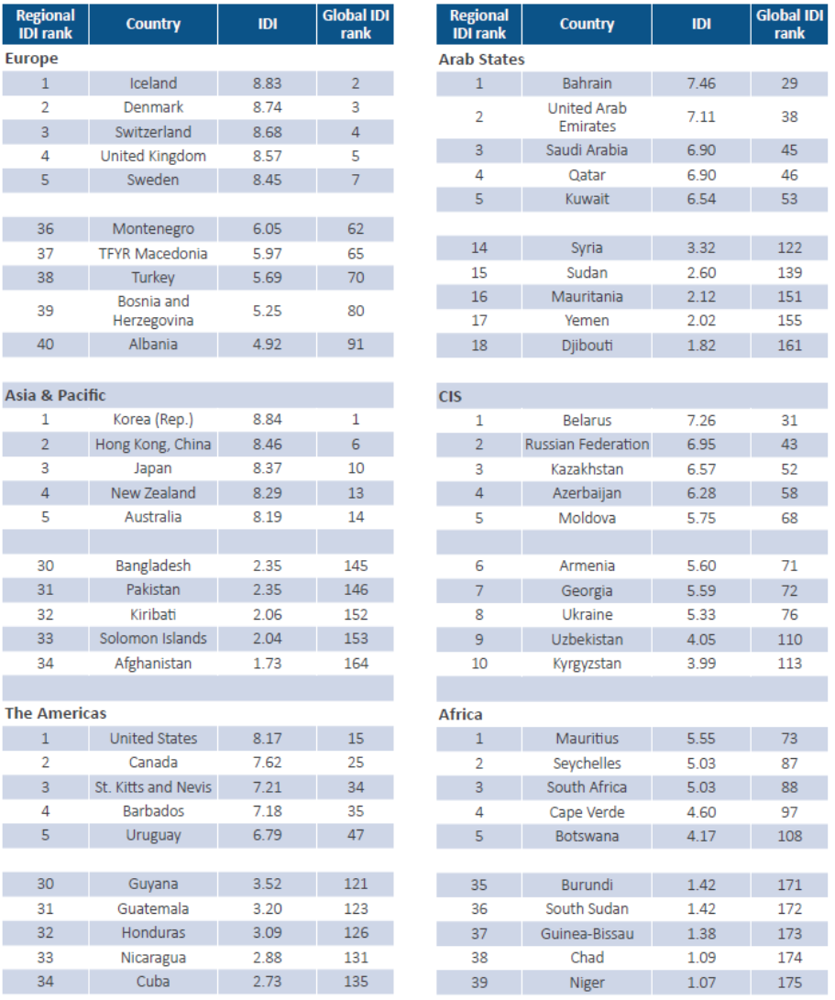 Regional IDI rank Country IDI Global IDI rank
Europe
1 Iceland 8.83 2
2 Denmark 8.74 3
3 Switzerland 8.68 4
4 United Kingdom 8.57 5
5 Sweden 8.45 7
36 Montenegro 6.05 62
37 TFYR Macedonia 5.97 65
38 Turkey 5.69 70
39 Bosnia and Herzegovina 5.25 80
40 Albania 4.92 91
Asia & Pacific
1 Korea (Rep.) 8.84 1
2 Hong Kong, China 8.46 6
3 Japan 8.37 10
4 New Zealand 8.29 13
5 Australia 8.19 14
30 Bangladesh 2.35 145
31 Pakistan 2.35 146
32 Kiribati 2.06 152
33 Solomon Islands 2.04 153
34 Afghanistan 1.73 164
The Americas
1 United States 8.17 15
2 Canada 7.62 25
3 St. Kitts and Nevis 7.21 34
4 Barbados 7.18 35
5 Uruguay 6.79 47
30 Guyana 3.52 121
31 Guatemala 3.20 123
32 Honduras 3.09 126
33 Nicaragua 2.88 131
34 Cuba 2.73 135
Regional IDI rank Country IDI Global IDI rank
Arab States
1 Bahrain 7.46 29
2 United Arab Emirates 7.11 38
3 Saudi Arabia 6.90 45
4 Qatar 6.90 46
5 Kuwait 6.54 53
14 Syria 3.32 122
15 Sudan 2.60 139
16 Mauritania 2.12 151
17 Yemen 2.02 155
18 Djibouti 1.82 161
CIS
1 Belarus 7.26 31
2 Russian Federation 6.95 43
3 Kazakhstan 6.57 52
4 Azerbaijan 6.28 58
5 Moldova 5.75 68
6 Armenia 5.60 71
7 Georgia 5.59 72
8 Ukraine 5.33 76
9 Uzbekistan 4.05 110
10 Kyrgyzstan 3.99 113
Africa
1 Mauritius 5.55 73
2 Seychelles 5.03 87
3 South Africa 5.03 88
4 Cape Verde 4.60 97
5 Botswana 4.17 108
35 Burundi 1.42 171
36 South Sudan 1.42 172
37 Guinea-Bissau 1.38 173
38 Chad 1.09 174
39 Niger 1.07 175